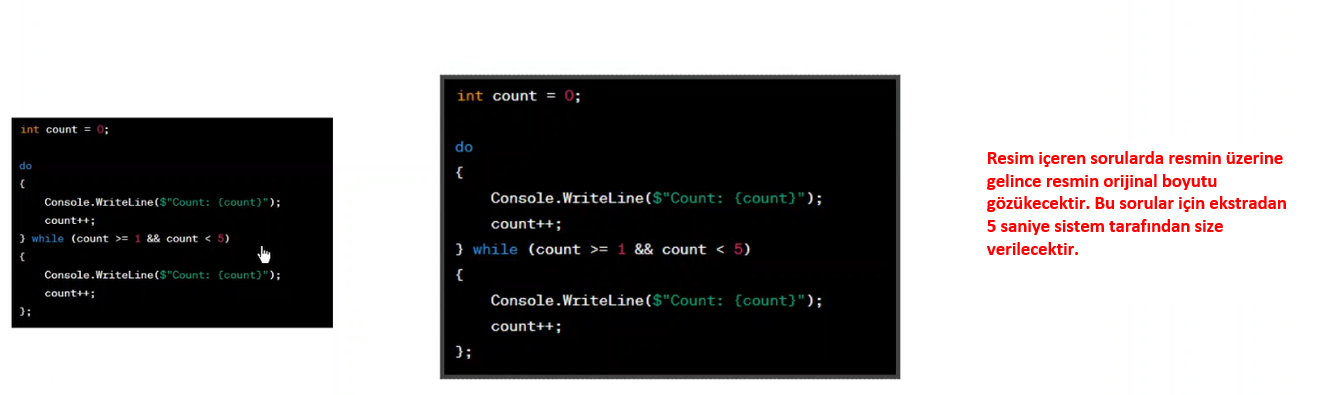 int count = 0;
do
{
Console.WriteLine($"Count: {count}");
count++;
} while (count >= 1 && count < 5)
{
Console.WriteLine($"Count: {count}");
count++;
};
int count = 0;
do
{
Console.WriteLine($"Count: {count}");
count++;
} while (count >= 1 && count < 5)
{
Console.WriteLine($"Count: {count}");
count++;
};
Resim içeren sorularda resmin üzerine
gelince resmin orijinal boyutu
gözükecektir. Bu sorular için ekstradan
5 saniye sistem tarafından size
verilecektir.